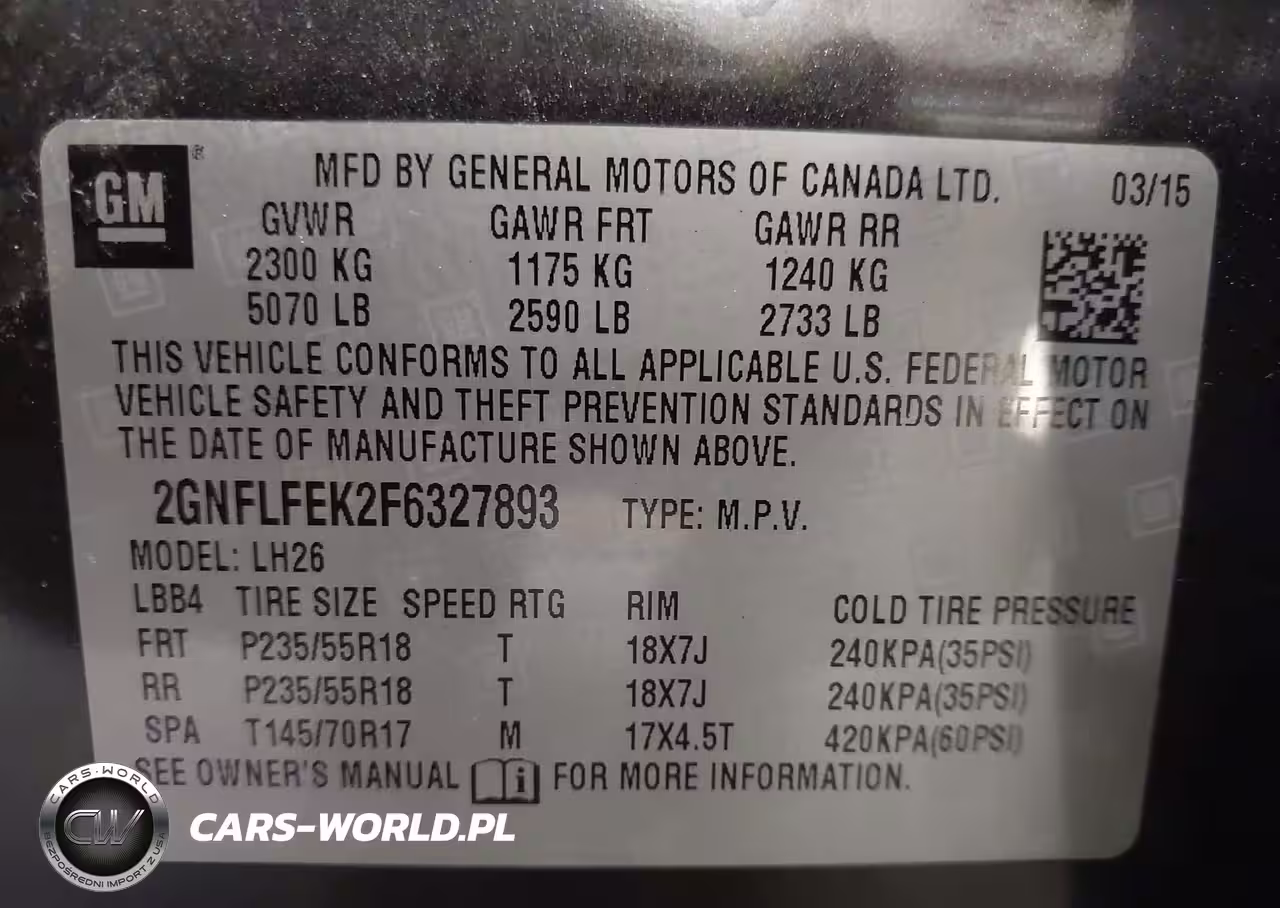 GM
®
MFD BY GENERAL MOTORS OF CANADA LTD. 03/15
GVWR GAWR FRT GAWR RR
2300 KG 1175 KG 1240 KG
5070 LB 2590 LB 2733 LB
THIS VEHICLE CONFORMS TO ALL APPLICABLE U.S. FEDERAL MOTOR
VEHICLE SAFETY AND THEFT PREVENTION STANDARDS IN EFFECT ON
THE DATE OF MANUFACTURE SHOWN ABOVE.
2GNFLFEK2F6327893 TYPE: M.P.V.
MODEL: LH26
LBB4 TIRE SIZE SPEED RTG RIM COLD TIRE PRESSURE
FRT P235/55R18 T 18X7J 240KPA(35PSI)
RR P235/55R18 T 18X7J 240KPA(35PSI)
SPA T145/70R17 M 17X4.5T 420KPA(60PSI)
SEE OWNER'S MANUAL i FOR MORE INFORMATION.
CARS-WORLD
CW
BEZPOŚREDNI IMPORT Z USA
CARS-WORLD.PL